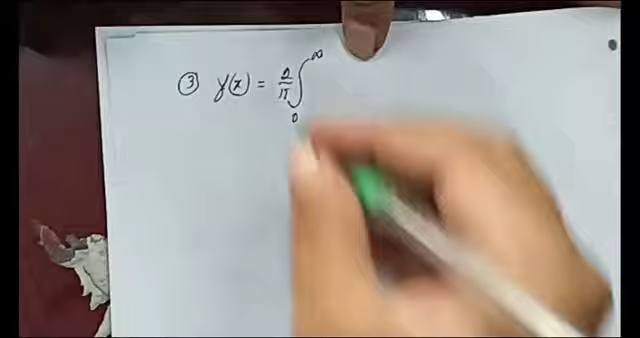 ③ f(x) = 2/π ∫₀^∞